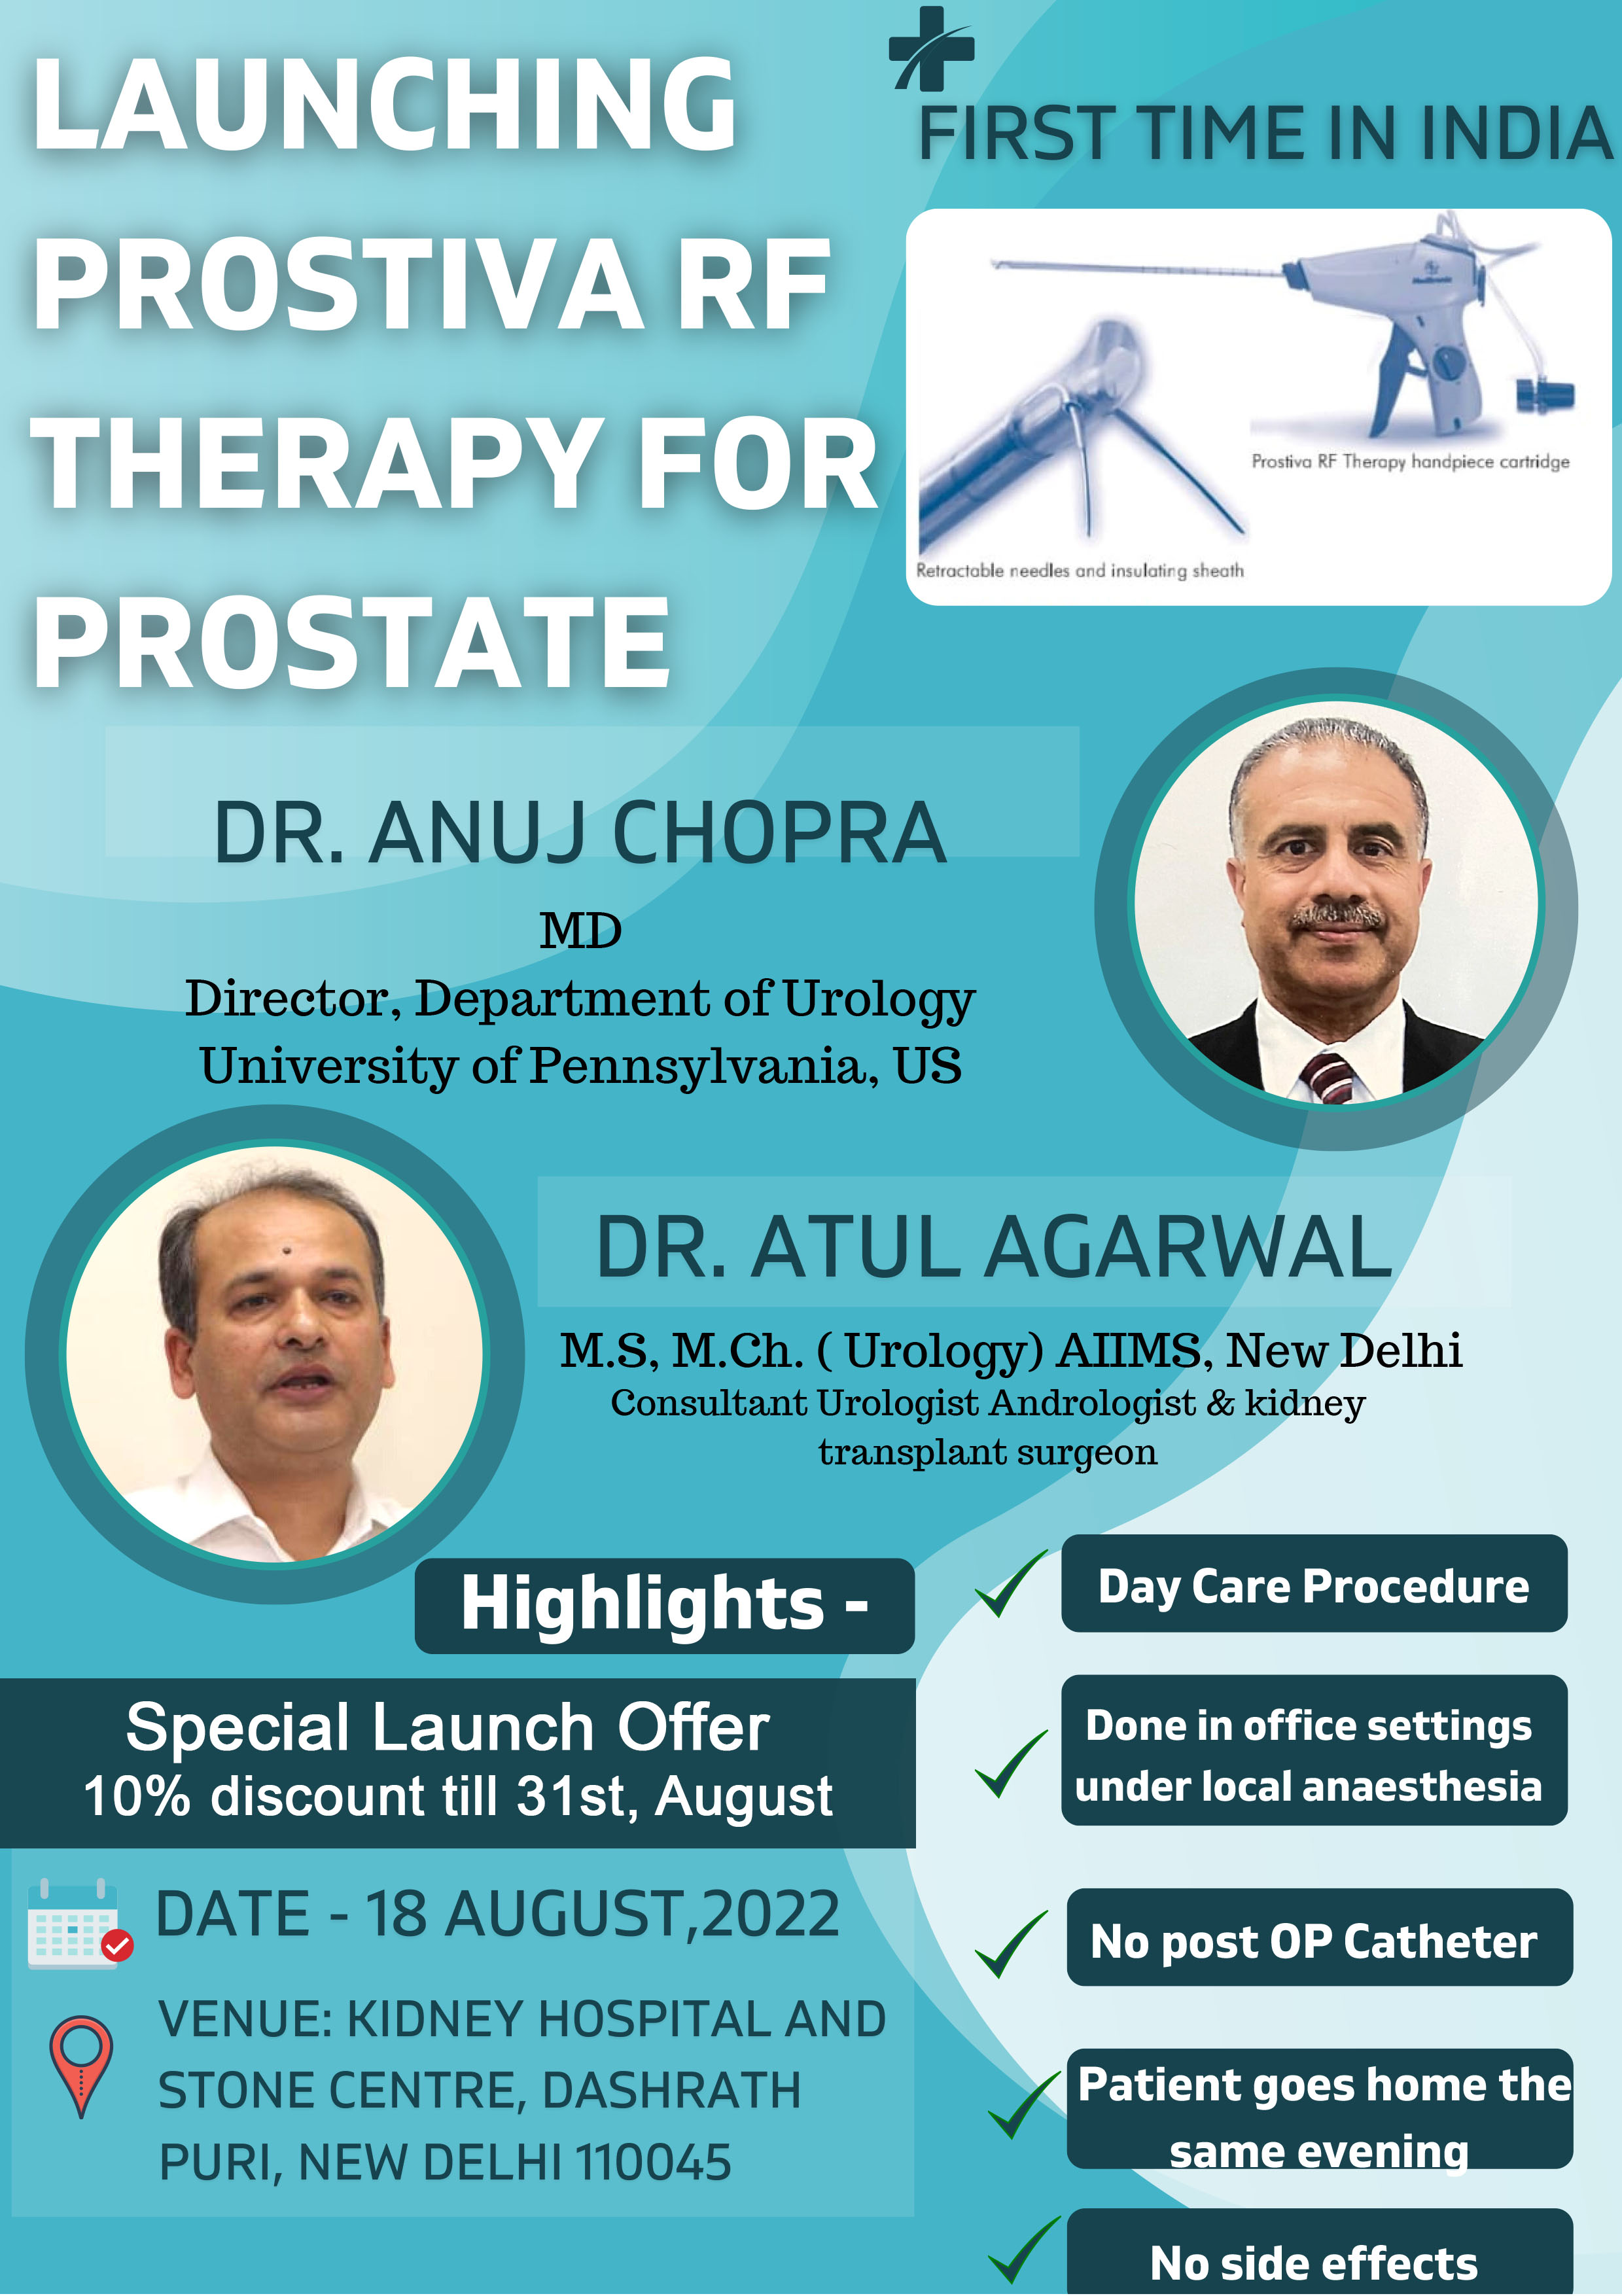 LAUNCHING
PROSTIVA RF
THERAPY FOR
PROSTATE
FIRST TIME IN INDIA
Medtronic
Prostiva RF Therapy handpiece cartridge
Retractable needles and insulating sheath
DR. ANUJ CHOPRA
MD
Director, Department of Urology
University of Pennsylvania, US
DR. ATUL AGARWAL
M.S, M.Ch. ( Urology) AIIMS, New Delhi
Consultant Urologist Andrologist & kidney
transplant surgeon
Highlights -
Day Care Procedure
Done in office settings
under local anaesthesia
No post OP Catheter
Patient goes home the
same evening
No side effects
Special Launch Offer
10% discount till 31st, August
DATE - 18 AUGUST,2022
VENUE: KIDNEY HOSPITAL AND
STONE CENTRE, DASHRATH
PURI, NEW DELHI 110045